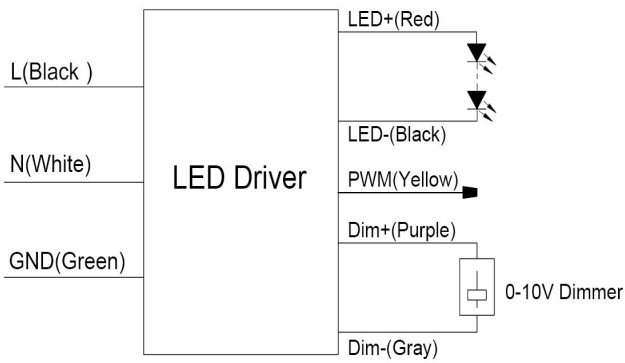 LED+(Red)
L(Black )
LED-(Black)
N(White)
LED Driver
PWM(Yellow)
Dim+(Purple)
GND(Green)
0-10V Dimmer
Dim-(Gray)